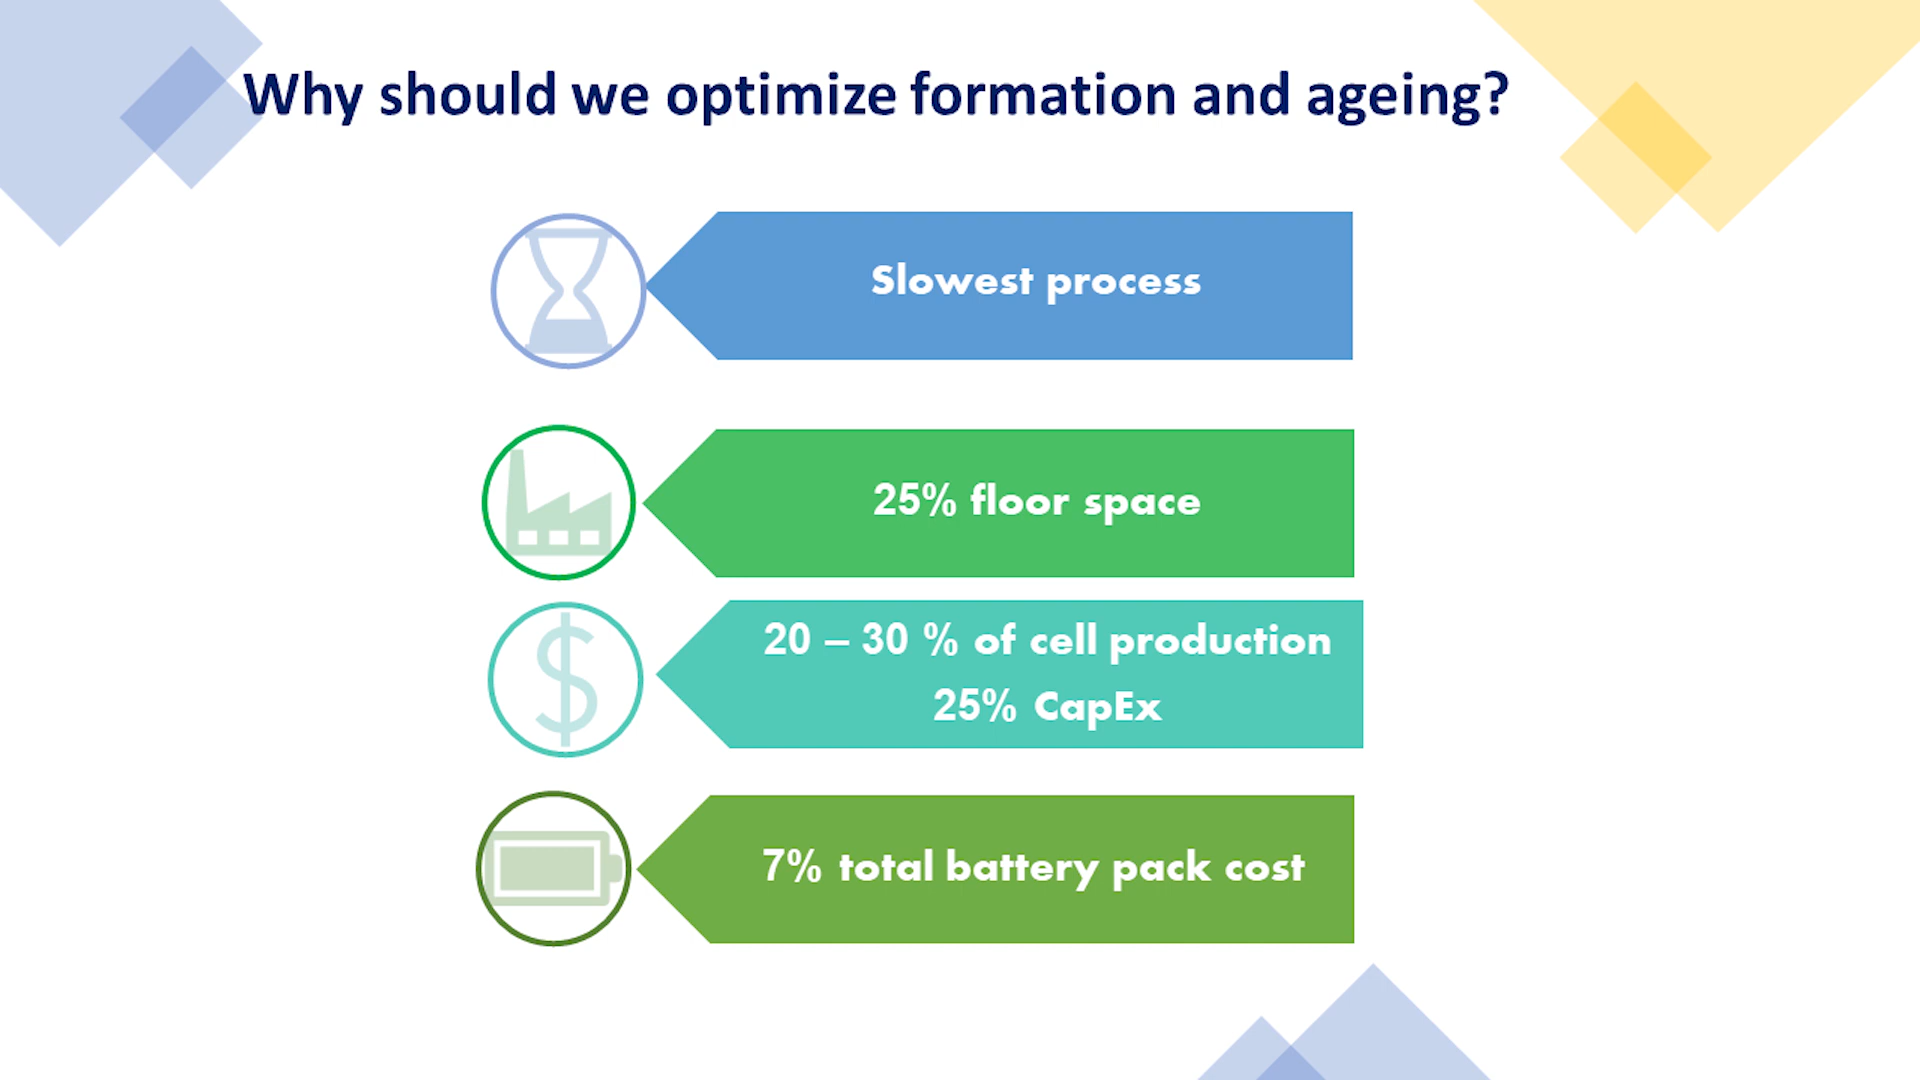 Why should we optimize formation and ageing?
Slowest process
25% floor space
20 – 30 % of cell production
25% CapEx
7% total battery pack cost